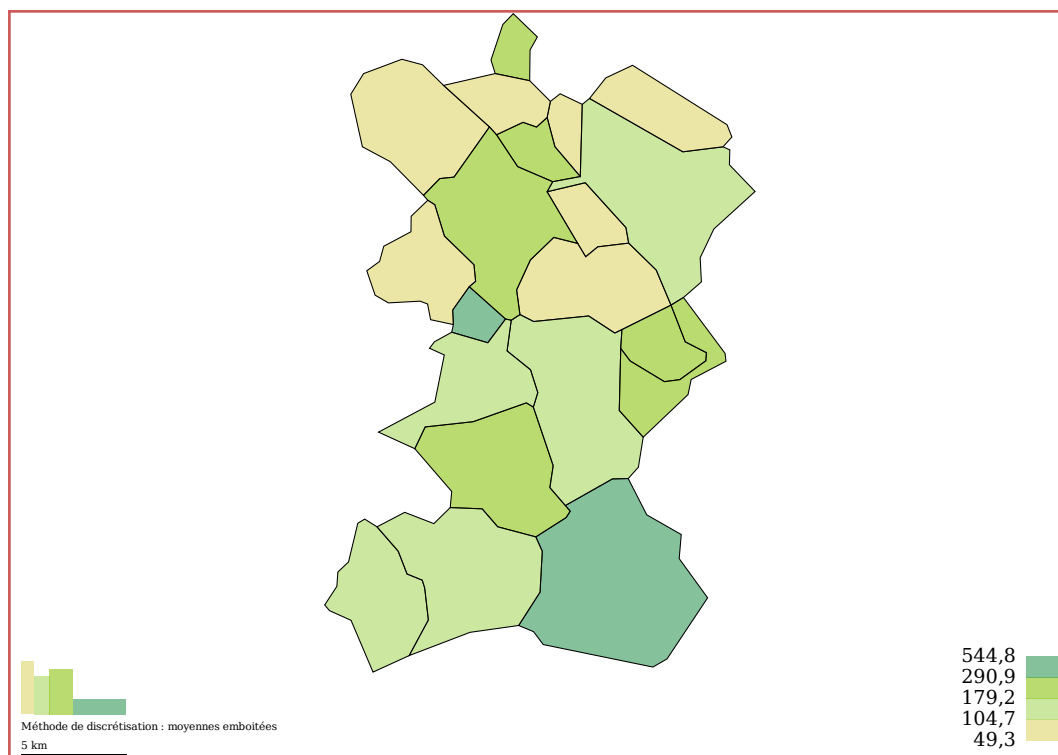 544,8
290,9
179,2
104,7
49,3
Méthode de discrétisation : moyennes emboitées
5 km